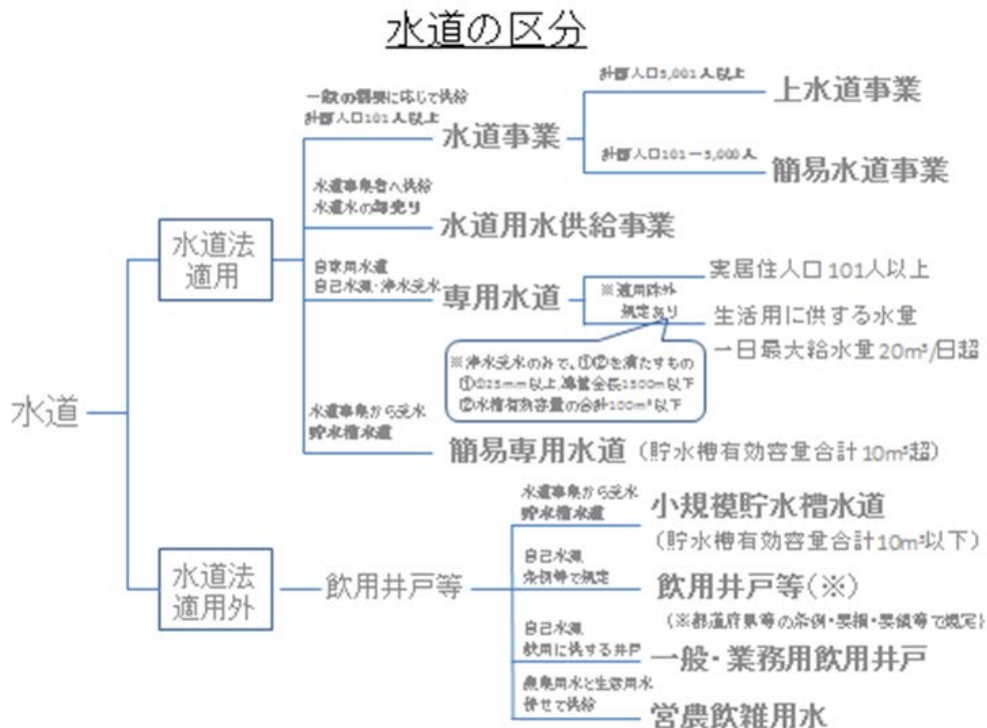 水道の区分
計画人口5,001人以上
上水道事業
一般の需要に応じて供給
計画人口101人以上
水道事業
計画人口101－5,000人
簡易水道事業
水道事業者へ供給
水道水の卸売り
水道用水供給事業
水道法
適用
自家用水道
自己水源・浄水受水
専用水道
実居住人口101人以上
※適用除外
規定あり
生活用に供する水量
一日最大給水量20m³/日超
※浄水受水のみで、①②を満たすもの
①Φ25mm以上導管全長1500m以下
②水槽有効容量の合計100m³以下
水道
水道事業から受水
貯水槽水道
簡易専用水道（貯水槽有効容量合計10m³超）
水道事業から受水
貯水槽水道
小規模貯水槽水道
（貯水槽有効容量合計10m³以下）
水道法
適用外
飲用井戸等
自己水源
条例等で規定
飲用井戸等(※)
(※都道府県等の条例・要綱・要領等で規定)
自己水源
飲用に供する井戸
一般・業務用飲用井戸
農業用水と生活用水
併せて供給
営農飲雑用水